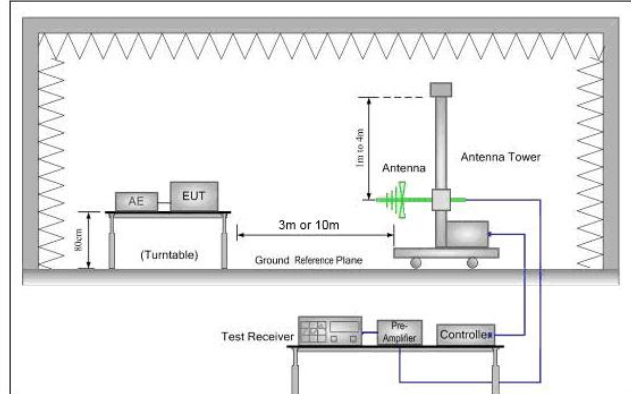 1m to 4m
Antenna
Antenna Tower
AE
EUT
80cm
3m or 10m
(Turntable)
Ground Reference Plane
Test Receiver
Pre-
Amplifier
Controller